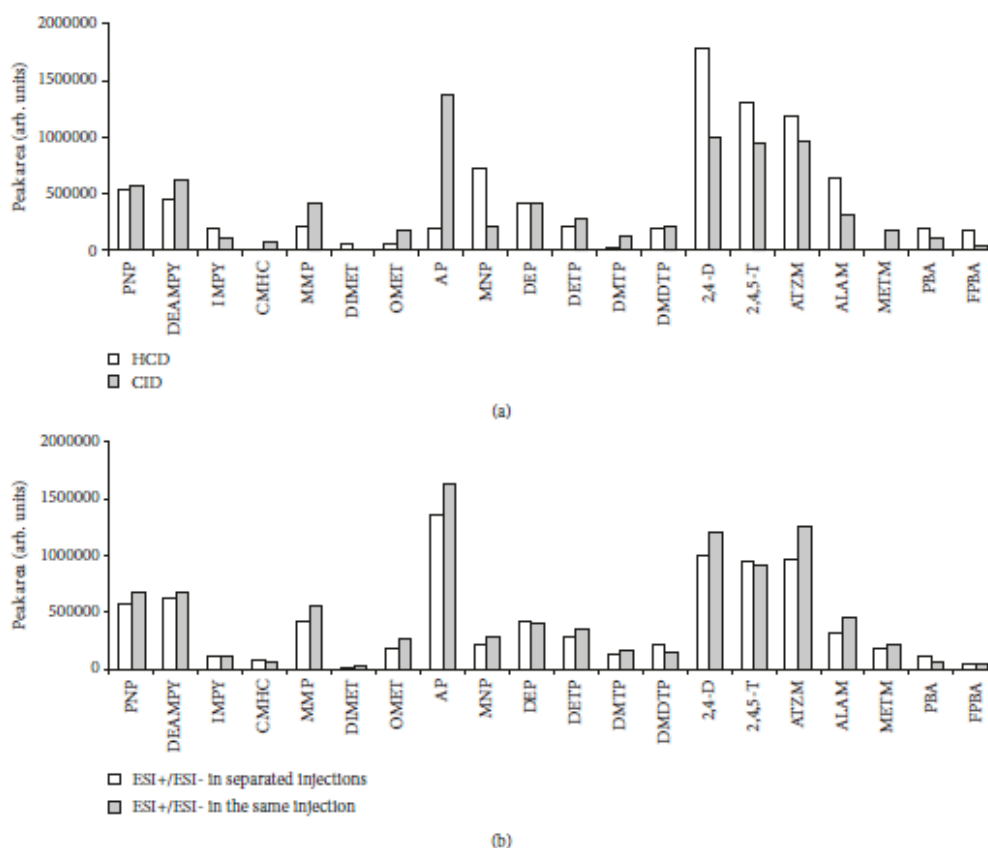 2000000
1500000
1000000
500000
0
Peak area (arb. units)
PNP
DEAMPY
IMPY
CMHC
MMP
DIMET
OMET
AP
MNP
DEP
DETP
DMTP
DMDTP
2,4-D
2,4,5-T
ATZM
ALAM
METM
PBA
FPBA
HCD
CID
(a)
2000000
1500000
1000000
500000
0
Peak area (arb. units)
PNP
DEAMPY
IMPY
CMHC
MMP
DIMET
OMET
AP
MNP
DEP
DETP
DMTP
DMDTP
2,4-D
2,4,5-T
ATZM
ALAM
METM
PBA
FPBA
ESI+/ESI- in separated injections
ESI+/ESI- in the same injection
(b)